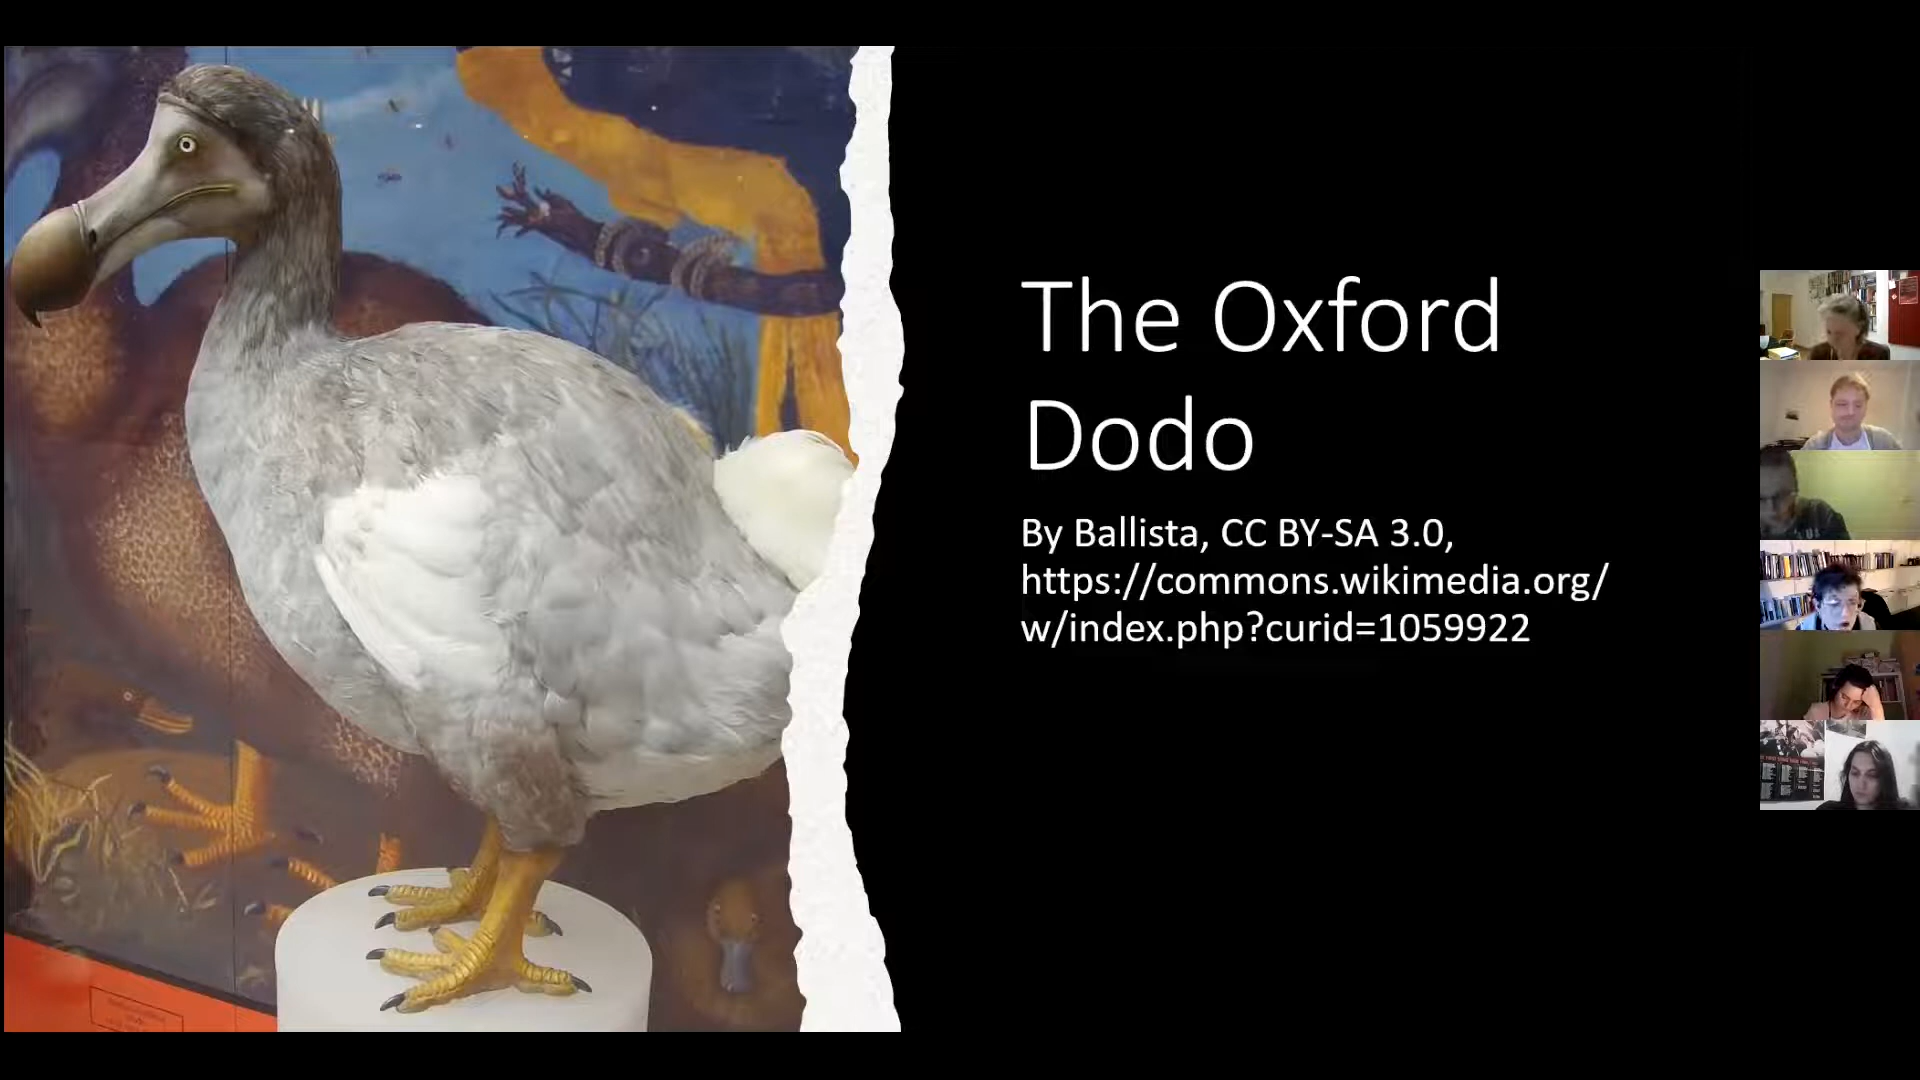 The Oxford
Dodo
By Ballista, CC BY-SA 3.0,
https://commons.wikimedia.org/
w/index.php?curid=1059922